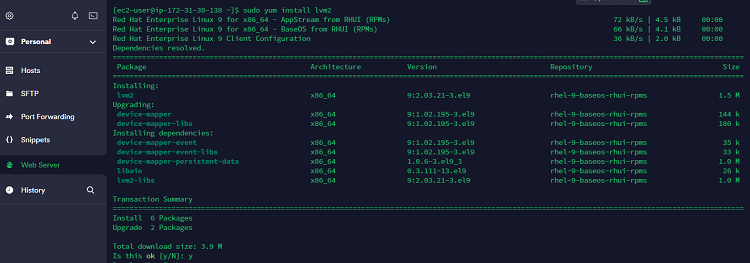 Personal
Hosts
SFTP
Port Forwarding
Snippets
Web Server
History
[ec2-user@ip-172-31-30-138 ~]$ sudo yum install lvm2
Red Hat Enterprise Linux 9 for x86_64 - AppStream from RHUI (RPMs) 72 kB/s | 4.5 kB 00:00
Red Hat Enterprise Linux 9 for x86_64 - BaseOS from RHUI (RPMs) 66 kB/s | 4.1 kB 00:00
Red Hat Enterprise Linux 9 Client Configuration 36 kB/s | 2.0 kB 00:00
Dependencies resolved.
Package Architecture Version Repository Size
Installing:
lvm2 x86_64 9:2.03.21-3.el9 rhel-9-baseos-rhui-rpms 1.5 M
Upgrading:
device-mapper x86_64 9:1.02.195-3.el9 rhel-9-baseos-rhui-rpms 144 k
device-mapper-libs x86_64 9:1.02.195-3.el9 rhel-9-baseos-rhui-rpms 180 k
Installing dependencies:
device-mapper-event x86_64 9:1.02.195-3.el9 rhel-9-baseos-rhui-rpms 35 k
device-mapper-event-libs x86_64 9:1.02.195-3.el9 rhel-9-baseos-rhui-rpms 33 k
device-mapper-persistent-data x86_64 1.0.6-3.el9_3 rhel-9-baseos-rhui-rpms 1.0 M
libaio x86_64 0.3.111-13.el9 rhel-9-baseos-rhui-rpms 26 k
lvm2-libs x86_64 9:2.03.21-3.el9 rhel-9-baseos-rhui-rpms 1.0 M
Transaction Summary
Install 6 Packages
Upgrade 2 Packages
Total download size: 3.9 M
Is this ok [y/N]: y